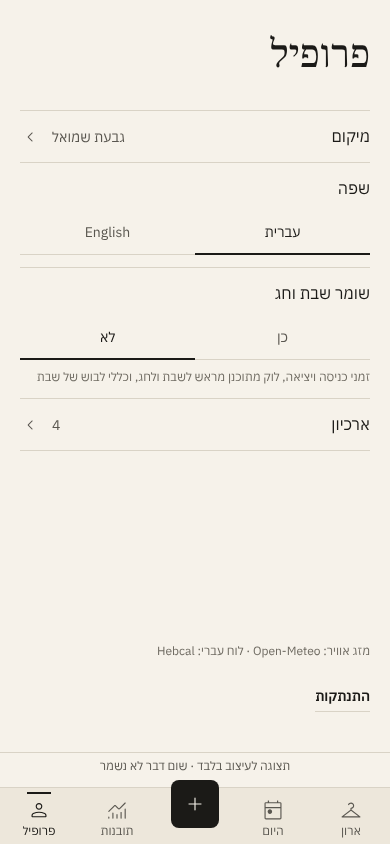 פרופיל
מיקום
גבעת שמואל
שפה
עברית
English
שומר שבת וחג
כן
לא
זמני כניסה ויציאה, לוק מתוכנן מראש לשבת ולחג, וכללי לבוש של שבת
ארכיון
4
מזג אוויר: Open-Meteo · לוח עברי: Hebcal
התנתקות
תצוגה לעיצוב בלבד · שום דבר לא נשמר
ארון
היום
תובנות
פרופיל